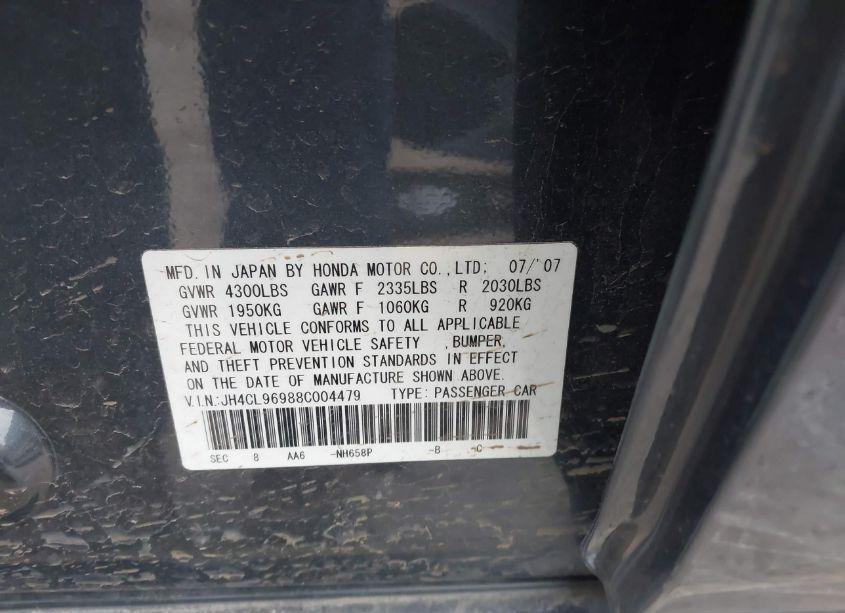 MFD. IN JAPAN BY HONDA MOTOR CO., LTD; 07/'07
GVWR 4300LBS GAWR F 2335LBS R 2030LBS
GVWR 1950KG GAWR F 1060KG R 920KG
THIS VEHICLE CONFORMS TO ALL APPLICABLE
FEDERAL MOTOR VEHICLE SAFETY ,BUMPER,
AND THEFT PREVENTION STANDARDS IN EFFECT
ON THE DATE OF MANUFACTURE SHOWN ABOVE.
V.I.N.:JH4CL96988C004479 TYPE: PASSENGER CAR
SEC 8 AA6 -NH658P -B -C